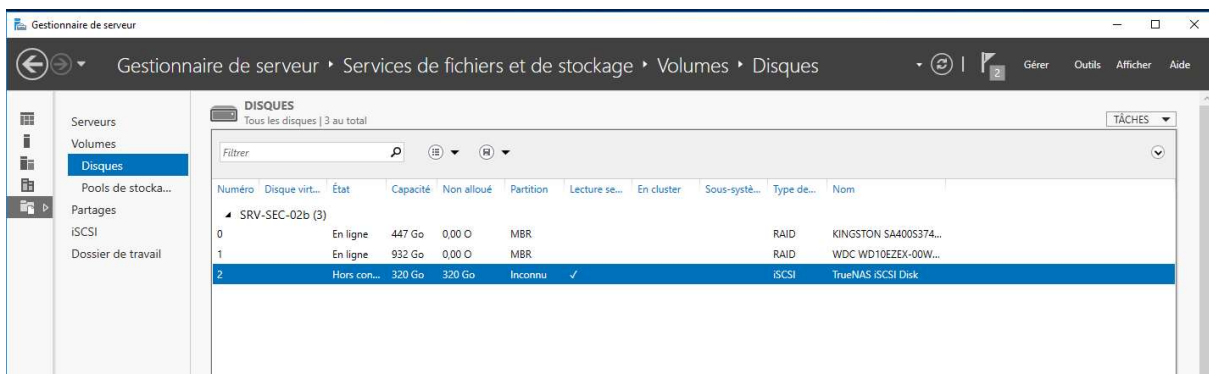 Gestionnaire de serveur
Gestionnaire de serveur ‣ Services de fichiers et de stockage ‣ Volumes ‣ Disques
2
Gérer Outils Afficher Aide
Serveurs
Volumes
Disques
Pools de stocka...
Partages
iSCSI
Dossier de travail
DISQUES
Tous les disques | 3 au total
TÂCHES
Filtrer
Numéro Disque virt... État Capacité Non alloué Partition Lecture se... En cluster Sous-systè... Type de... Nom
SRV-SEC-02b (3)
0 En ligne 447 Go 0,00 O MBR RAID KINGSTON SA400S374...
1 En ligne 932 Go 0,00 O MBR RAID WDC WD10EZEX-00W...
2 Hors con... 320 Go 320 Go Inconnu ✓ iSCSI TrueNAS iSCSI Disk